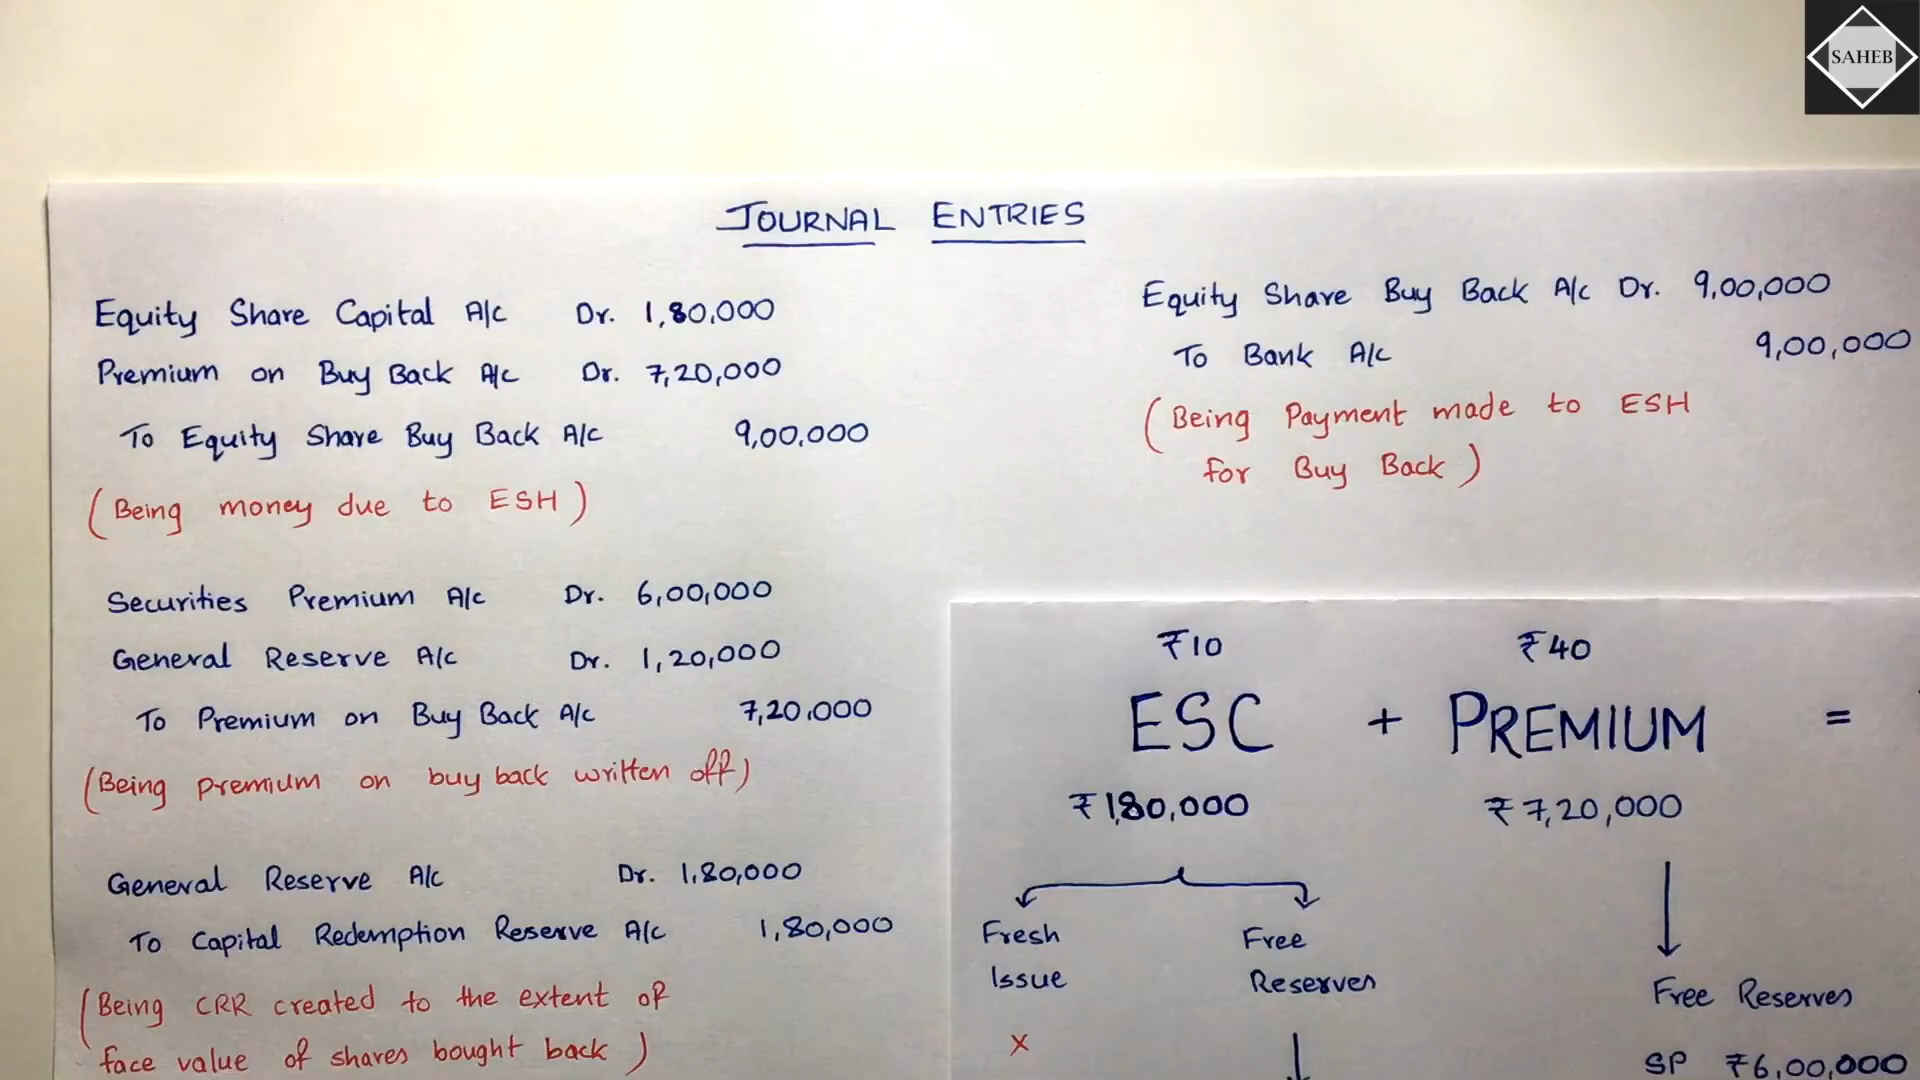 SAHEB
JOURNAL ENTRIES
Equity Share Capital A/c Dr. 1,80,000
Premium on Buy Back A/c Dr. 7,20,000
To Equity Share Buy Back A/c 9,00,000
(Being money due to ESH)
Securities Premium A/c Dr. 6,00,000
General Reserve A/c Dr. 1,20,000
To Premium on Buy Back A/c 7,20,000
(Being premium on buy back written off)
General Reserve A/c Dr. 1,80,000
To Capital Redemption Reserve A/c 1,80,000
(Being CRR created to the extent of
face value of shares bought back)
Equity Share Buy Back A/c Dr. 9,00,000
To Bank A/c 9,00,000
(Being Payment made to ESH
for Buy Back)
₹10 ₹40
ESC + PREMIUM =
₹1,80,000 ₹7,20,000
Fresh
Issue
x
Free
Reserves
Free Reserves
SP ₹6,00,000